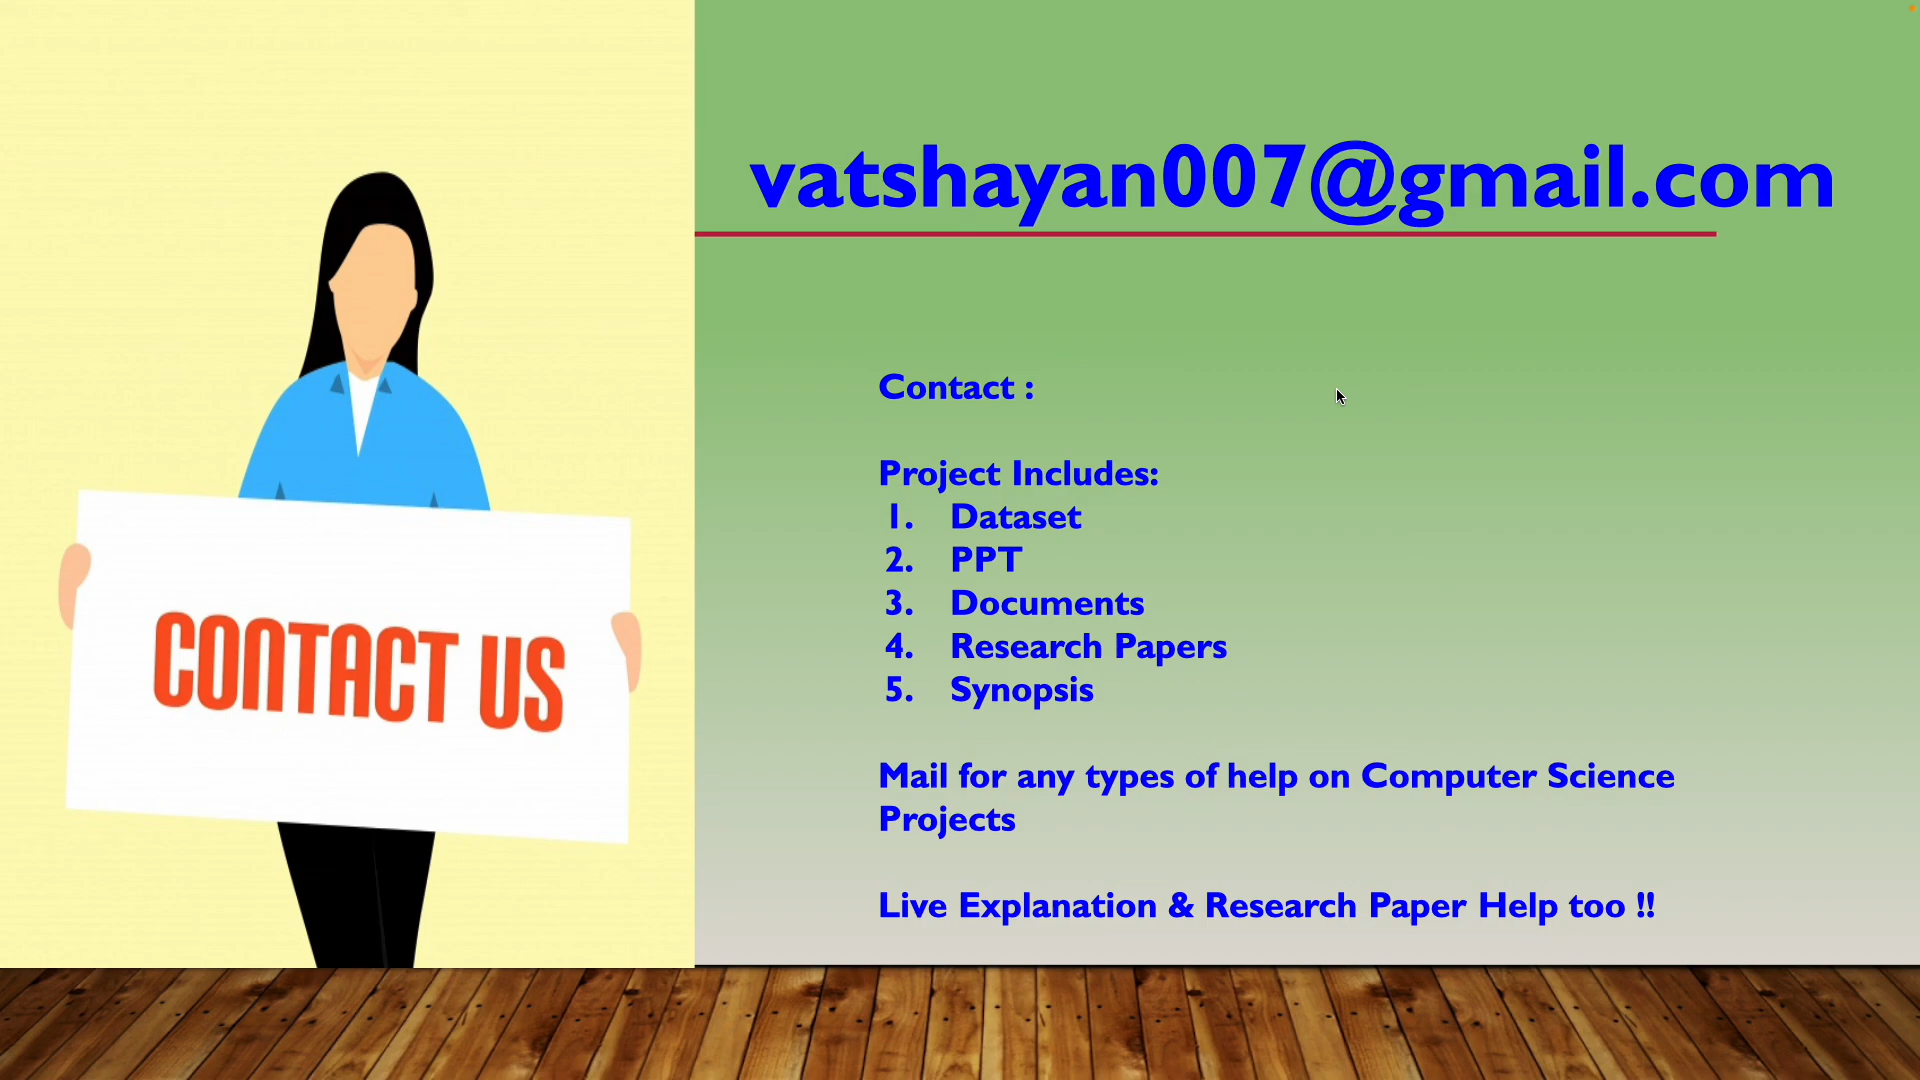 vatshayan007@gmail.com
Contact :
Project Includes:
1. Dataset
2. PPT
3. Documents
4. Research Papers
5. Synopsis
Mail for any types of help on Computer Science
Projects
Live Explanation & Research Paper Help too !!
CONTACT US